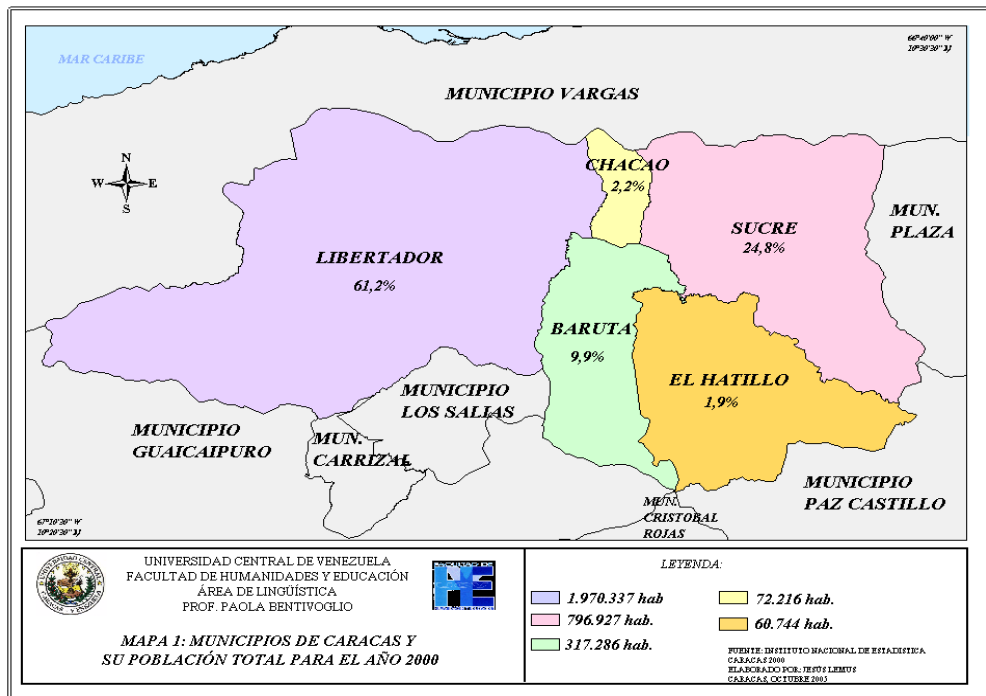 MAR CARIBE
66°40'00" W
10°30'30" N
MUNICIPIO VARGAS
N
W E
S
CHACAO
2,2%
SUCRE
24,8%
MUN.
PLAZA
LIBERTADOR
61,2%
BARUTA
9,9%
EL HATILLO
1,9%
MUNICIPIO
LOS SALIAS
MUNICIPIO
GUAICAIPURO
MUN.
CARRIZAL
MUNICIPIO
PAZ CASTILLO
MUN.
CRISTOBAL
ROJAS
67°10'30" W
10°20'30" N
UNIVERSIDAD CENTRAL DE VENEZUELA
FACULTAD DE HUMANIDADES Y EDUCACIÓN
ÁREA DE LINGÜÍSTICA
PROF. PAOLA BENTIVOGLIO
MAPA 1: MUNICIPIOS DE CARACAS Y
SU POBLACIÓN TOTAL PARA EL AÑO 2000
LEYENDA:
1.970.337 hab
796.927 hab.
317.286 hab.
72.216 hab.
60.744 hab.
FUENTE: INSTITUTO NACIONAL DE ESTADISTICA
CARACAS 2000
ELABORADO POR: JESÚS LEMUS
CARACAS, OCTUBRE 2005